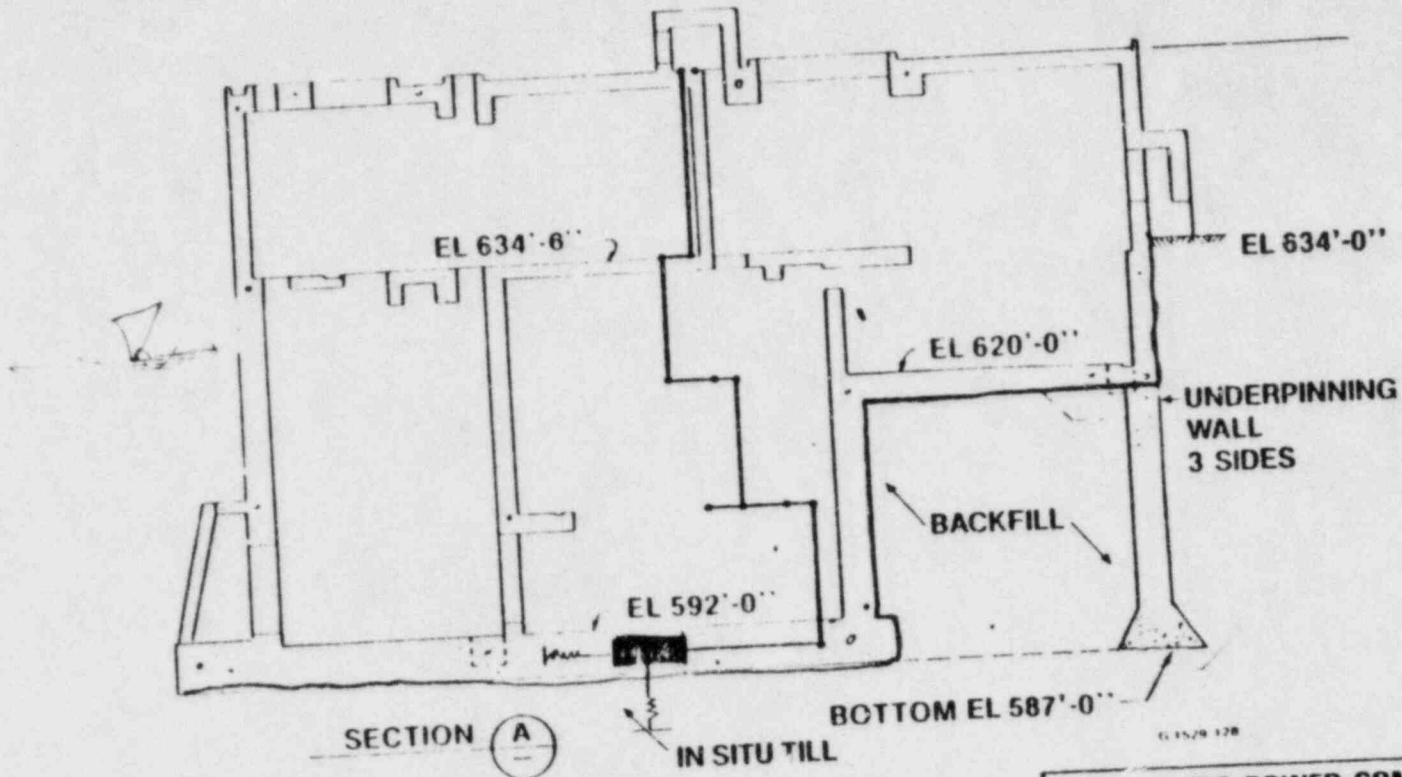 EL 634'-6''
EL 634'-0''
EL 620'-0''
UNDERPINNING
WALL
3 SIDES
BACKFILL
EL 592'-0''
BOTTOM EL 587'-0''
SECTION A
IN SITU TILL
POWER